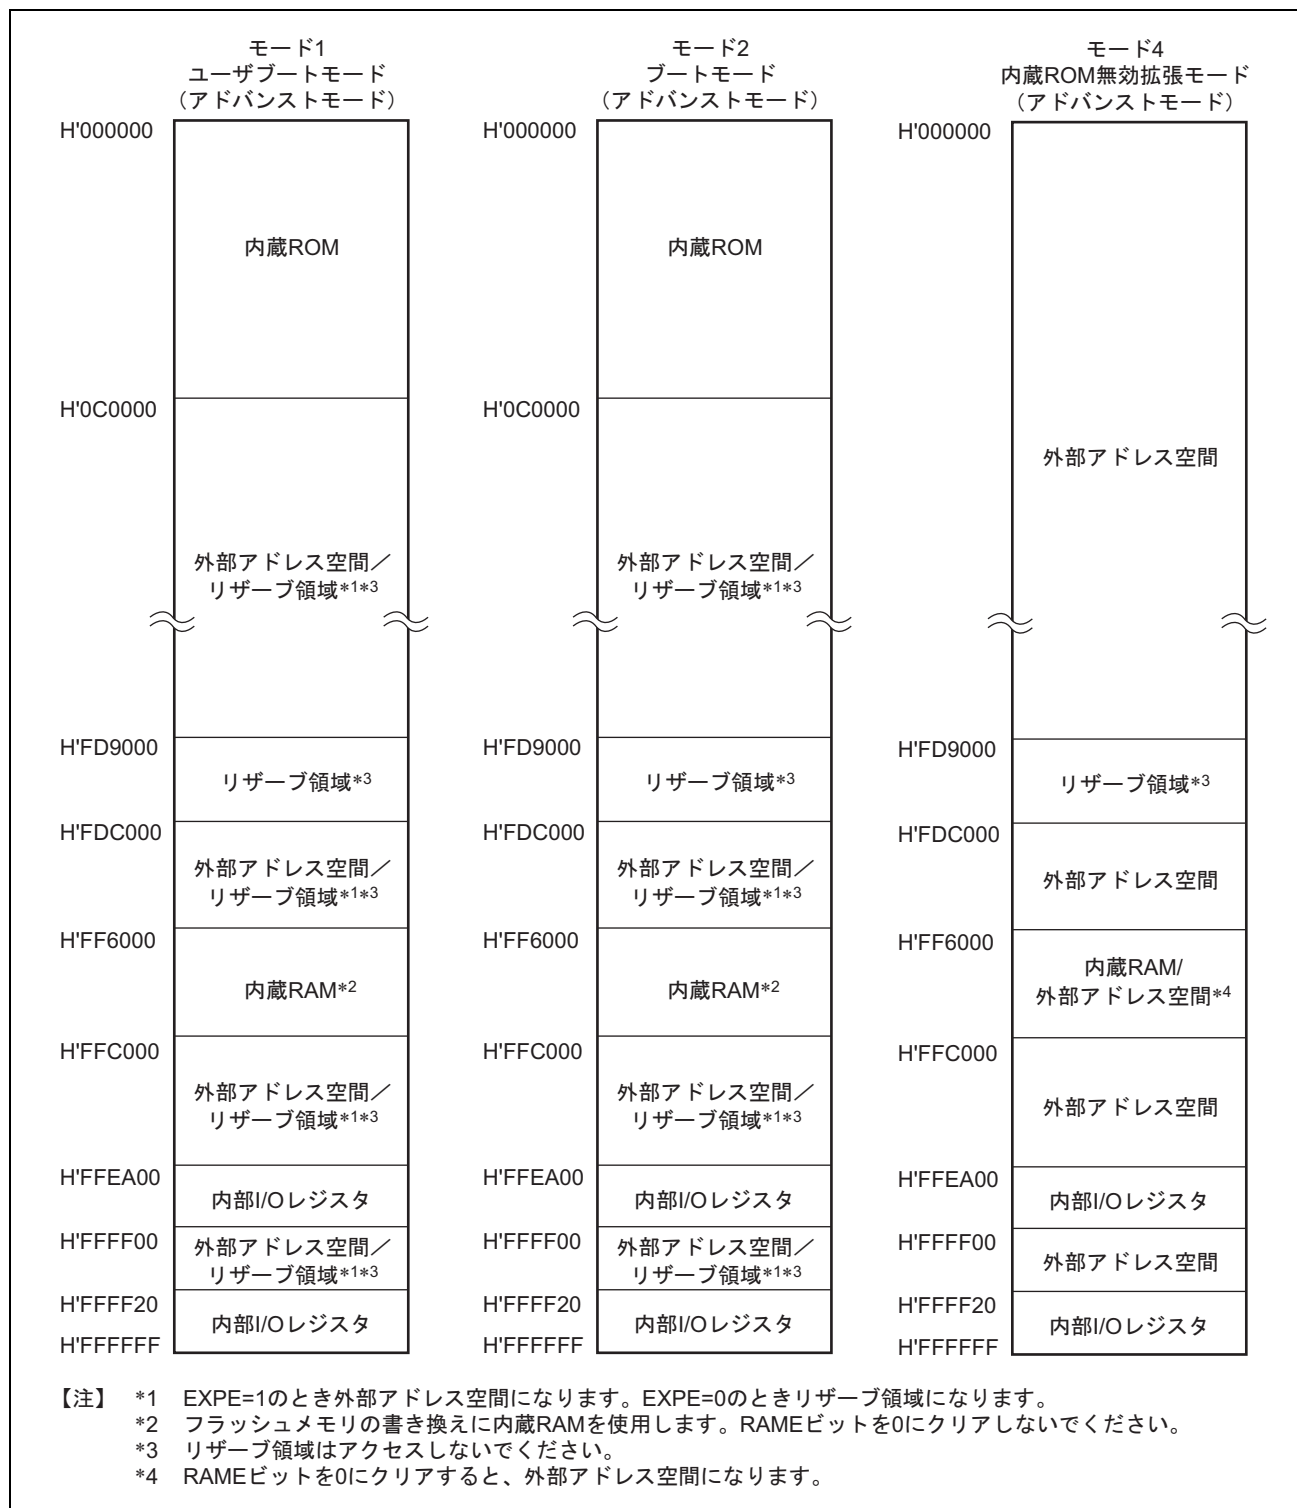 モード1
ユーザブートモード
（アドバンストモード）
H'000000
内蔵ROM
H'0C0000
外部アドレス空間／
リザーブ領域*1*3
H'FD9000
リザーブ領域*3
H'FDC000
外部アドレス空間／
リザーブ領域*1*3
H'FF6000
内蔵RAM*2
H'FFC000
外部アドレス空間／
リザーブ領域*1*3
H'FFEA00
内部I/Oレジスタ
H'FFFF00
外部アドレス空間／
リザーブ領域*1*3
H'FFFF20
内部I/Oレジスタ
H'FFFFFF
モード2
ブートモード
（アドバンストモード）
H'000000
内蔵ROM
H'0C0000
外部アドレス空間／
リザーブ領域*1*3
H'FD9000
リザーブ領域*3
H'FDC000
外部アドレス空間／
リザーブ領域*1*3
H'FF6000
内蔵RAM*2
H'FFC000
外部アドレス空間／
リザーブ領域*1*3
H'FFEA00
内部I/Oレジスタ
H'FFFF00
外部アドレス空間／
リザーブ領域*1*3
H'FFFF20
内部I/Oレジスタ
H'FFFFFF
モード4
内蔵ROM無効拡張モード
（アドバンストモード）
H'000000
外部アドレス空間
H'FD9000
リザーブ領域*3
H'FDC000
外部アドレス空間
H'FF6000
内蔵RAM/
外部アドレス空間*4
H'FFC000
外部アドレス空間
H'FFEA00
内部I/Oレジスタ
H'FFFF00
外部アドレス空間
H'FFFF20
内部I/Oレジスタ
H'FFFFFF
【注】 *1 EXPE=1のとき外部アドレス空間になります。EXPE=0のときリザーブ領域になります。
*2 フラッシュメモリの書き換えに内蔵RAMを使用します。RAMEビットを0にクリアしないでください。
*3 リザーブ領域はアクセスしないでください。
*4 RAMEビットを0にクリアすると、外部アドレス空間になります。